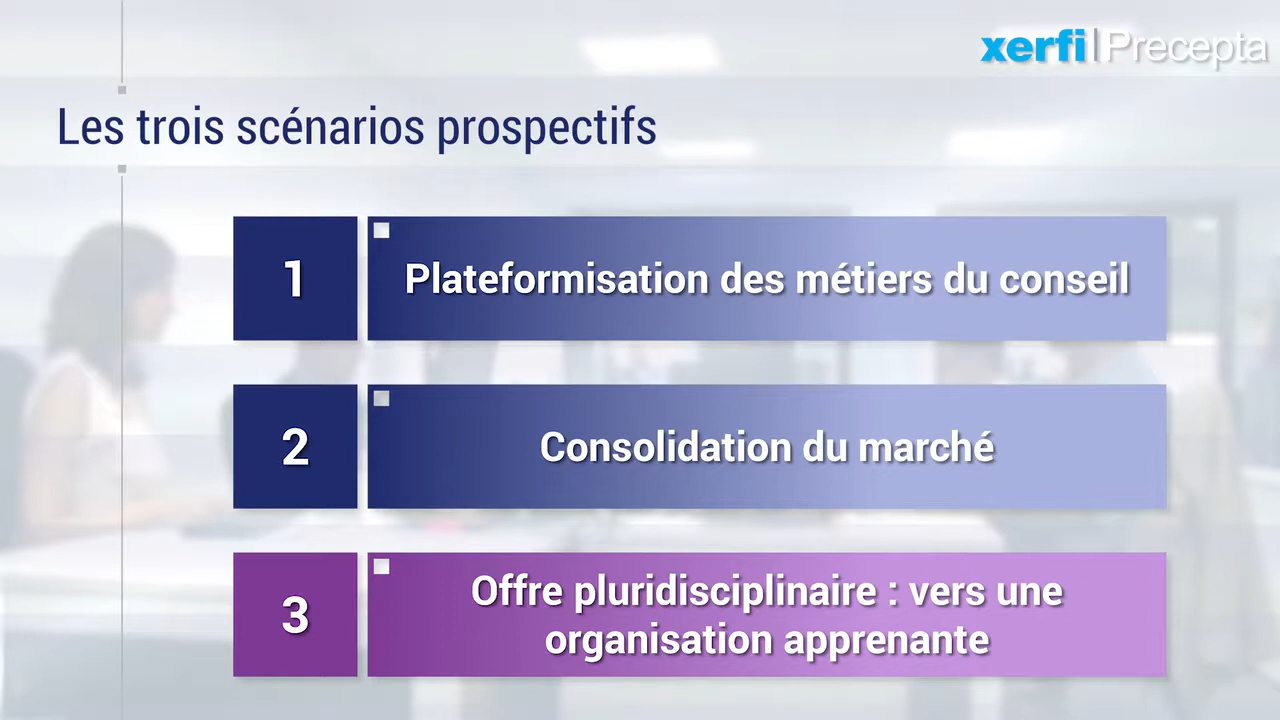 xerfi|Precepta
Les trois scénarios prospectifs
1
Plateformisation des métiers du conseil
2
Consolidation du marché
3
Offre pluridisciplinaire : vers une
organisation apprenante